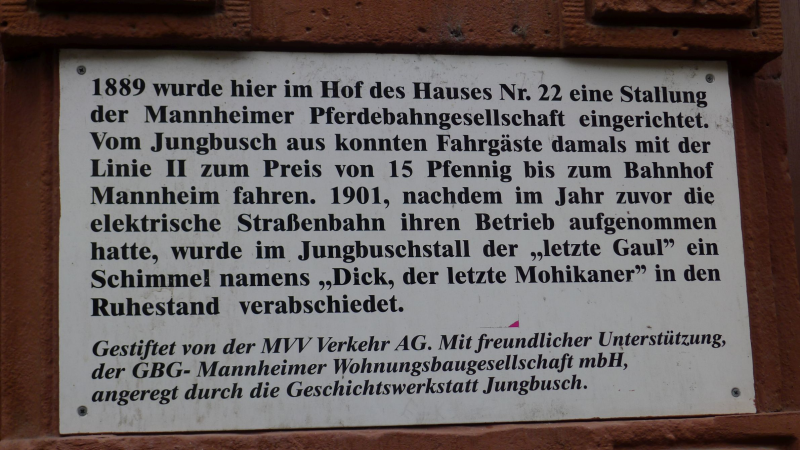 1889 wurde hier im Hof des Hauses Nr. 22 eine Stallung
der Mannheimer Pferdebahngesellschaft eingerichtet.
Vom Jungbusch aus konnten Fahrgäste damals mit der
Linie II zum Preis von 15 Pfennig bis zum Bahnhof
Mannheim fahren. 1901, nachdem im Jahr zuvor die
elektrische Straßenbahn ihren Betrieb aufgenommen
hatte, wurde im Jungbuschstall der „letzte Gaul” ein
Schimmel namens „Dick, der letzte Mohikaner” in den
Ruhestand verabschiedet.
Gestiftet von der MVV Verkehr AG. Mit freundlicher Unterstützung,
der GBG- Mannheimer Wohnungsbaugesellschaft mbH,
angeregt durch die Geschichtswerkstatt Jungbusch.